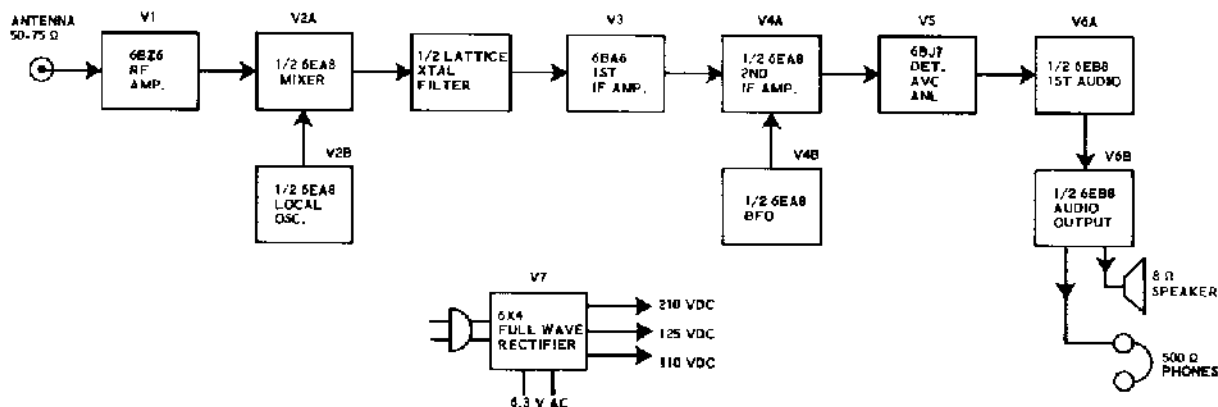 ANTENNA
50-75 Ω
V1
6BZ6
RF
AMP.
V2A
1/2 6EA8
MIXER
V2B
1/2 6EA8
LOCAL
OSC.
1/2 LATTICE
XTAL
FILTER
V3
6BA6
1ST
IF AMP.
V4A
1/2 6EA8
2ND
IF AMP.
V4B
1/2 6EA8
BFO
V5
6BJ7
DET.
AVC
ANL
V6A
1/2 6EB8
1ST AUDIO
V6B
1/2 6EB8
AUDIO
OUTPUT
8 Ω
SPEAKER
500 Ω
PHONES
V7
6X4
FULL WAVE
RECTIFIER
210 VDC
125 VDC
110 VDC
6.3 V AC